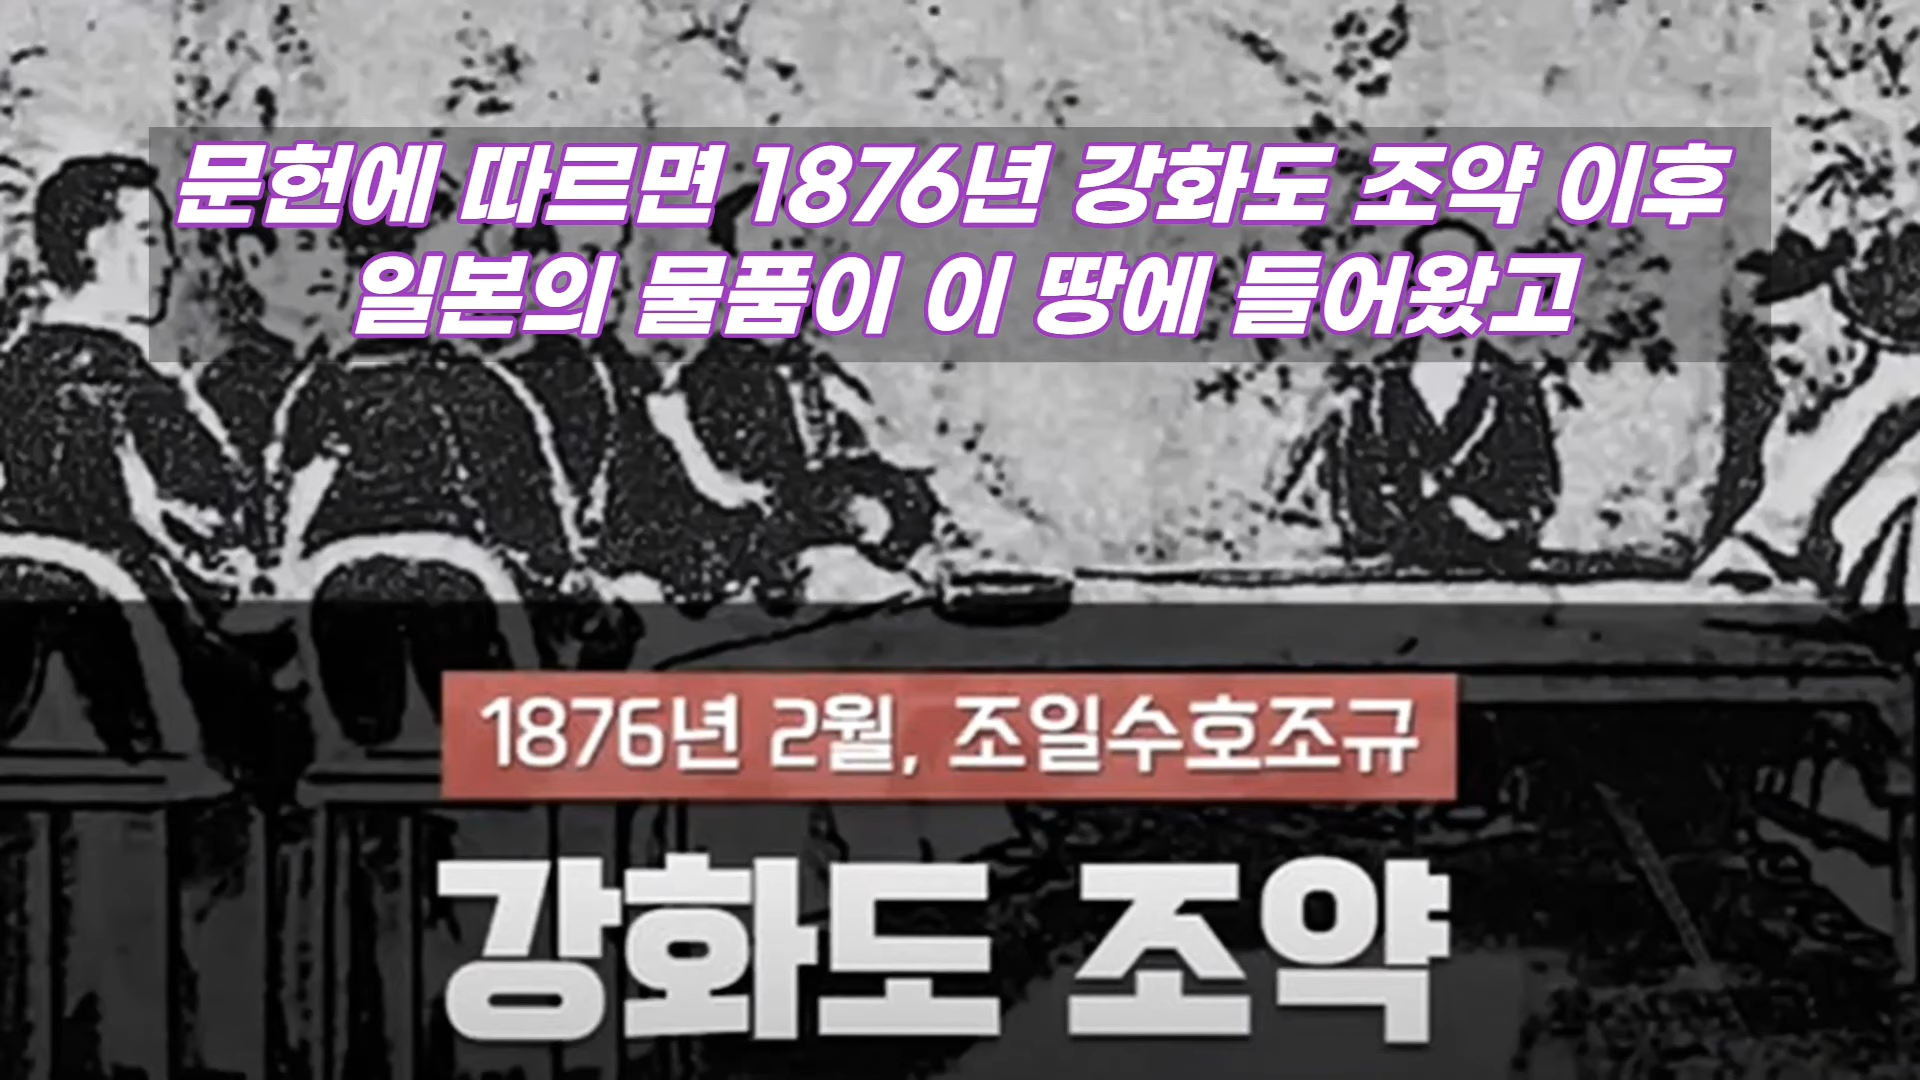 문헌에 따르면 1876년 강화도 조약 이후
일본의 물품이 이 땅에 들어왔고
1876년 2월, 조일수호조규
강화도 조약